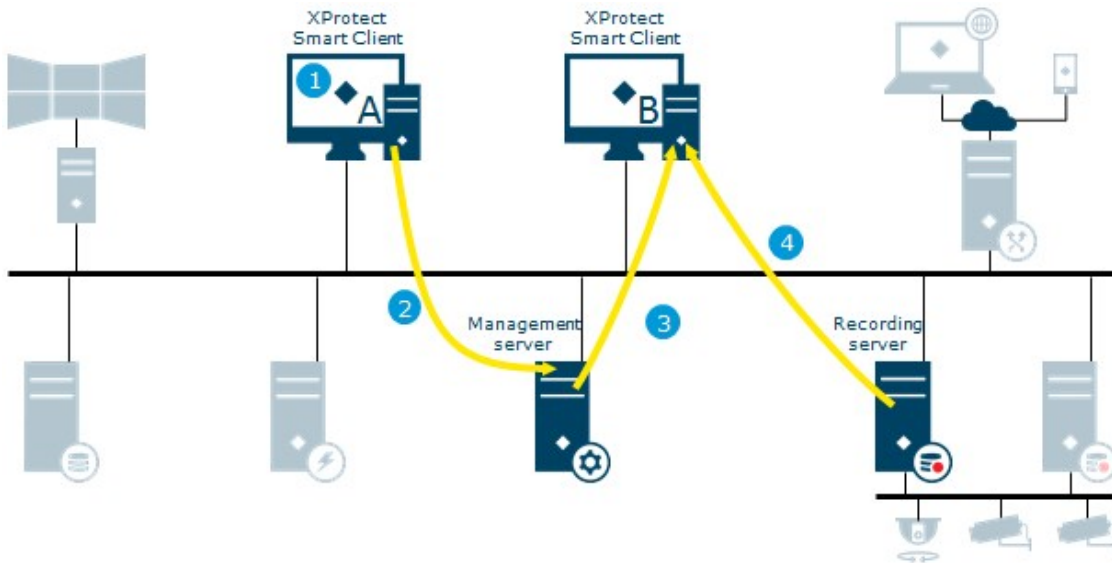 XProtect
Smart Client
XProtect
Smart Client
1
A
B
4
2
3
Management
server
Recording
server